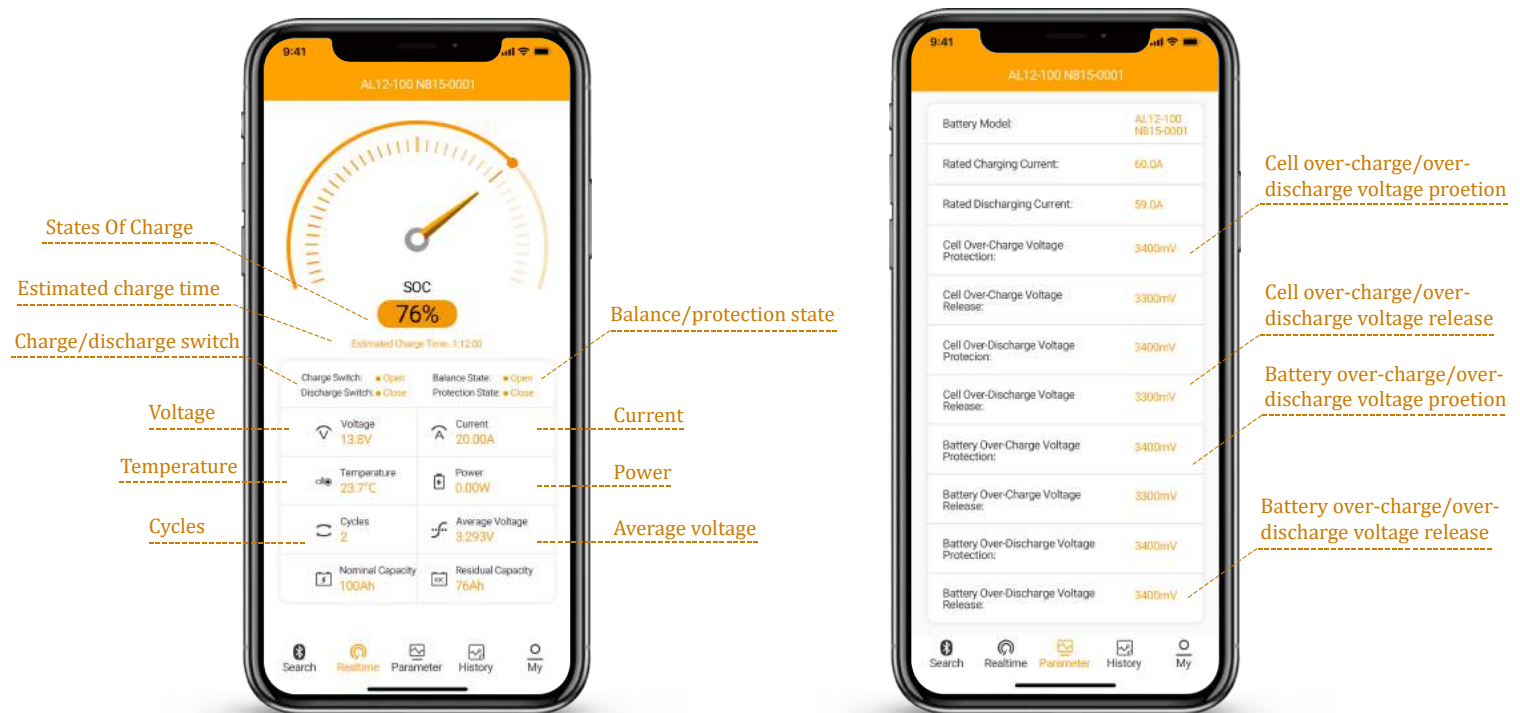 9:41
AL12-100 N815-0001
SOC
76%
Estimated Charge Time: 1:12:00
Charge Switch: Open
Discharge Switch: Close
Balance State: Open
Protection State: Close
Voltage
13.8V
Current
20.00A
Temperature
23.7°C
Power
0.00W
Cycles
2
Average Voltage
3.293V
Nominal Capacity
100Ah
Residual Capacity
76Ah
Search
Realtime
Parameter
History
My
States Of Charge
Estimated charge time
Charge/discharge switch
Voltage
Temperature
Cycles
Balance/protection state
Current
Power
Average voltage
9:41
AL12-100 N815-0001
Battery Model:
AL12-100
N815-0001
Rated Charging Current:
60.0A
Rated Discharging Current:
59.0A
Cell Over-Charge Voltage
Protection:
3400mV
Cell Over-Charge Voltage
Release:
3300mV
Cell Over-Discharge Voltage
Protecion:
3400mV
Cell Over-Discharge Voltage
Release:
3300mV
Battery Over-Charge Voltage
Protection:
3400mV
Battery Over-Charge Voltage
Release:
3300mV
Battery Over-Discharge Voltage
Protection:
3400mV
Battery Over-Discharge Voltage
Release:
3400mV
Search
Realtime
Parameter
History
My
Cell over-charge/over-
discharge voltage proetion
Cell over-charge/over-
discharge voltage release
Battery over-charge/over-
discharge voltage proetion
Battery over-charge/over-
discharge voltage release